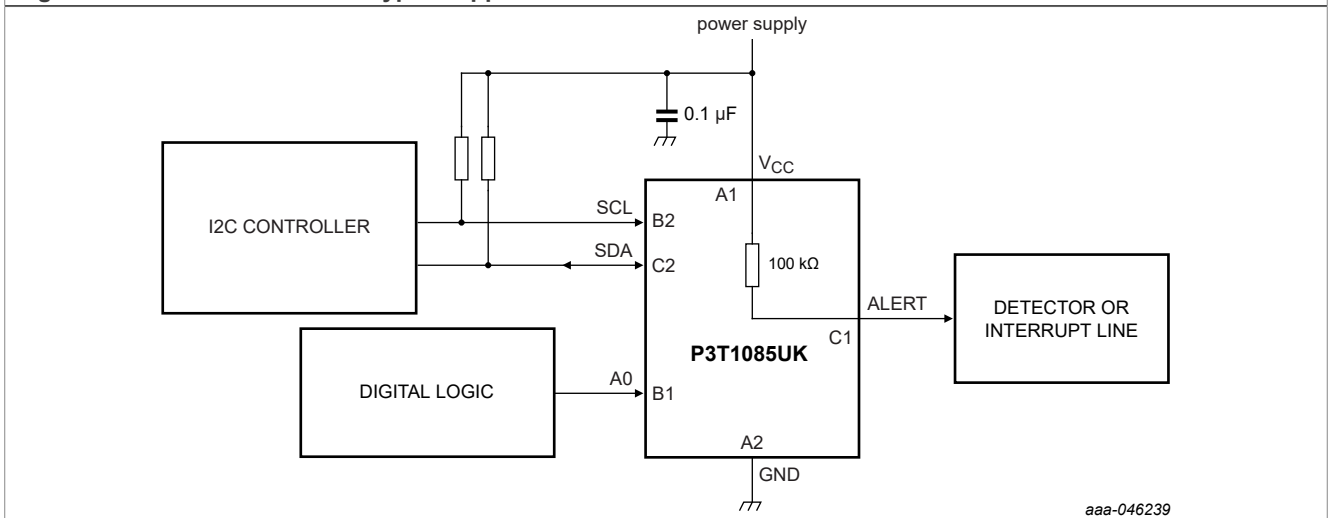 power supply
0.1 µF
VCC
A1
SCL
B2
I2C CONTROLLER
SDA
C2
100 kΩ
ALERT
C1
DETECTOR OR
INTERRUPT LINE
P3T1085UK
A0
B1
DIGITAL LOGIC
A2
GND
aaa-046239